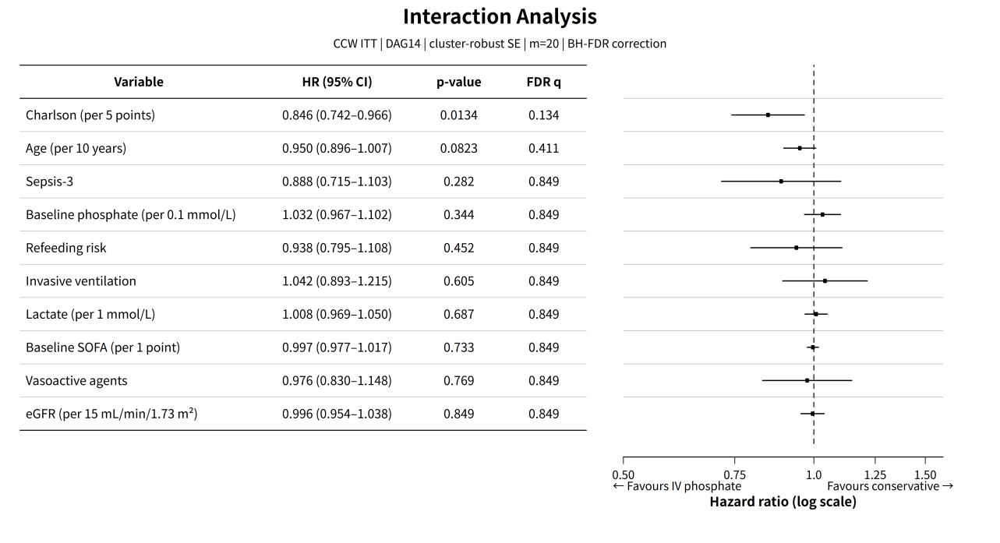 Interaction Analysis
CCW ITT | DAG14 | cluster-robust SE | m=20 | BH-FDR correction
Variable HR (95% CI) p-value FDR q
Charlson (per 5 points) 0.846 (0.742–0.966) 0.0134 0.134
Age (per 10 years) 0.950 (0.896–1.007) 0.0823 0.411
Sepsis-3 0.888 (0.715–1.103) 0.282 0.849
Baseline phosphate (per 0.1 mmol/L) 1.032 (0.967–1.102) 0.344 0.849
Refeeding risk 0.938 (0.795–1.108) 0.452 0.849
Invasive ventilation 1.042 (0.893–1.215) 0.605 0.849
Lactate (per 1 mmol/L) 1.008 (0.969–1.050) 0.687 0.849
Baseline SOFA (per 1 point) 0.997 (0.977–1.017) 0.733 0.849
Vasoactive agents 0.976 (0.830–1.148) 0.769 0.849
eGFR (per 15 mL/min/1.73 m²) 0.996 (0.954–1.038) 0.849 0.849
0.50 0.75 1.0 1.25 1.50
← Favours IV phosphate Favours conservative →
Hazard ratio (log scale)